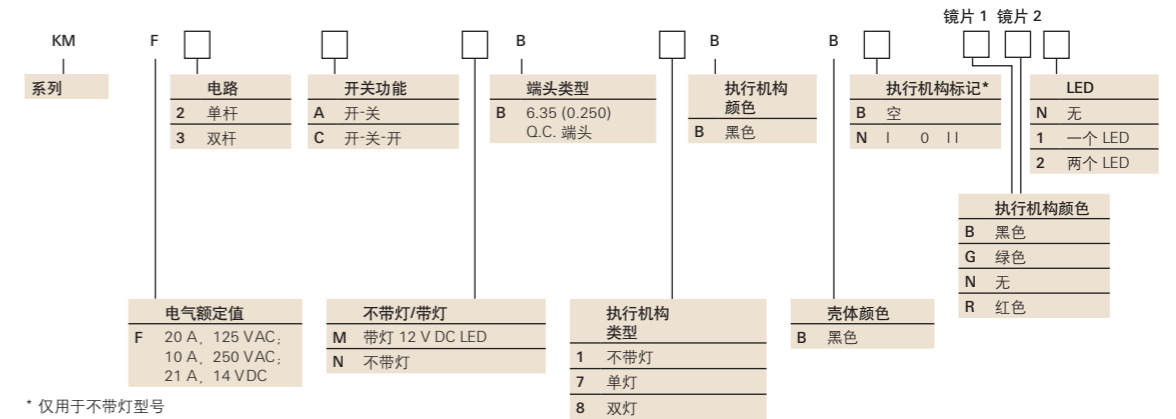 镜片 1 镜片 2
KM F B B B
系列
电路
2 单杆
3 双杆
开关功能
A 开-关
C 开-关-开
端头类型
B 6.35 (0.250)
Q.C. 端头
执行机构
颜色
B 黑色
执行机构标记*
B 空
N I 0 II
LED
N 无
1 一个 LED
2 两个 LED
执行机构颜色
B 黑色
G 绿色
N 无
R 红色
电气额定值
F 20 A, 125 VAC;
10 A, 250 VAC;
21 A, 14 VDC
不带灯/带灯
M 带灯 12 V DC LED
N 不带灯
执行机构
类型
1 不带灯
7 单灯
8 双灯
壳体颜色
B 黑色
* 仅用于不带灯型号